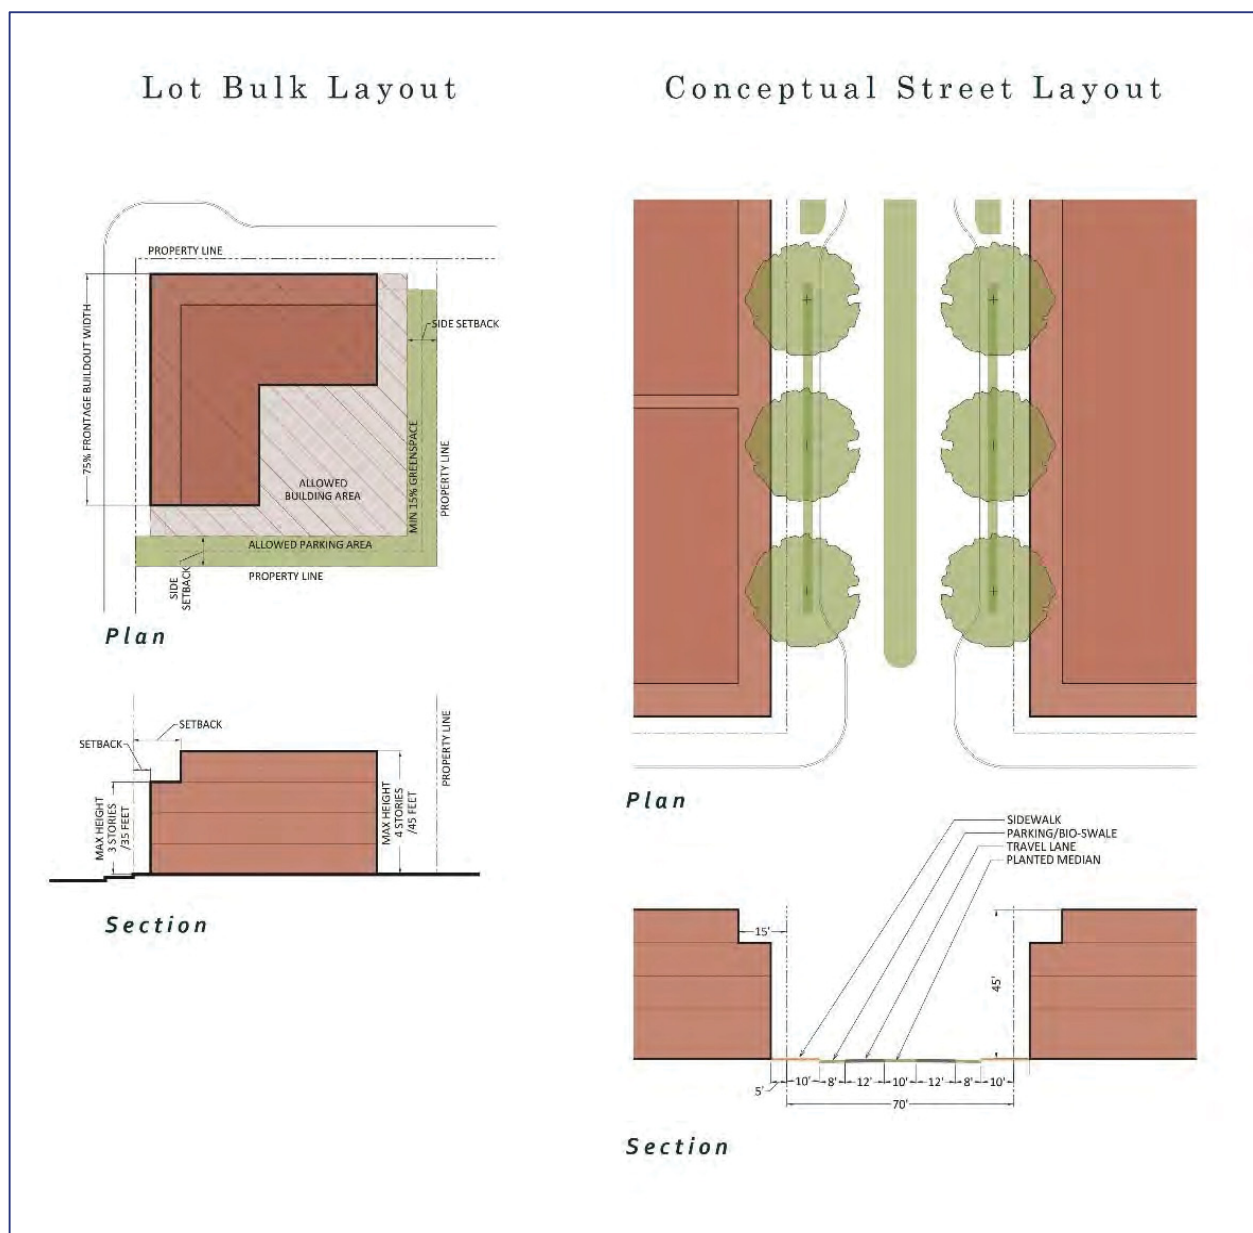 Lot Bulk Layout
PROPERTY LINE
75% FRONTAGE BUILDOUT WIDTH
SIDE SETBACK
ALLOWED
BUILDING AREA
MIN 15% GREENSPACE
PROPERTY LINE
ALLOWED PARKING AREA
SIDE
SETBACK
PROPERTY LINE
Plan
SETBACK
SETBACK
MAX HEIGHT
3 STORIES
/35 FEET
MAX HEIGHT
4 STORIES
/45 FEET
PROPERTY LINE
Section
Conceptual Street Layout
Plan
SIDEWALK
PARKING/BIO-SWALE
TRAVEL LANE
PLANTED MEDIAN
15'
45'
5'
10' 8' 12' 10' 12' 8' 10'
70'
Section